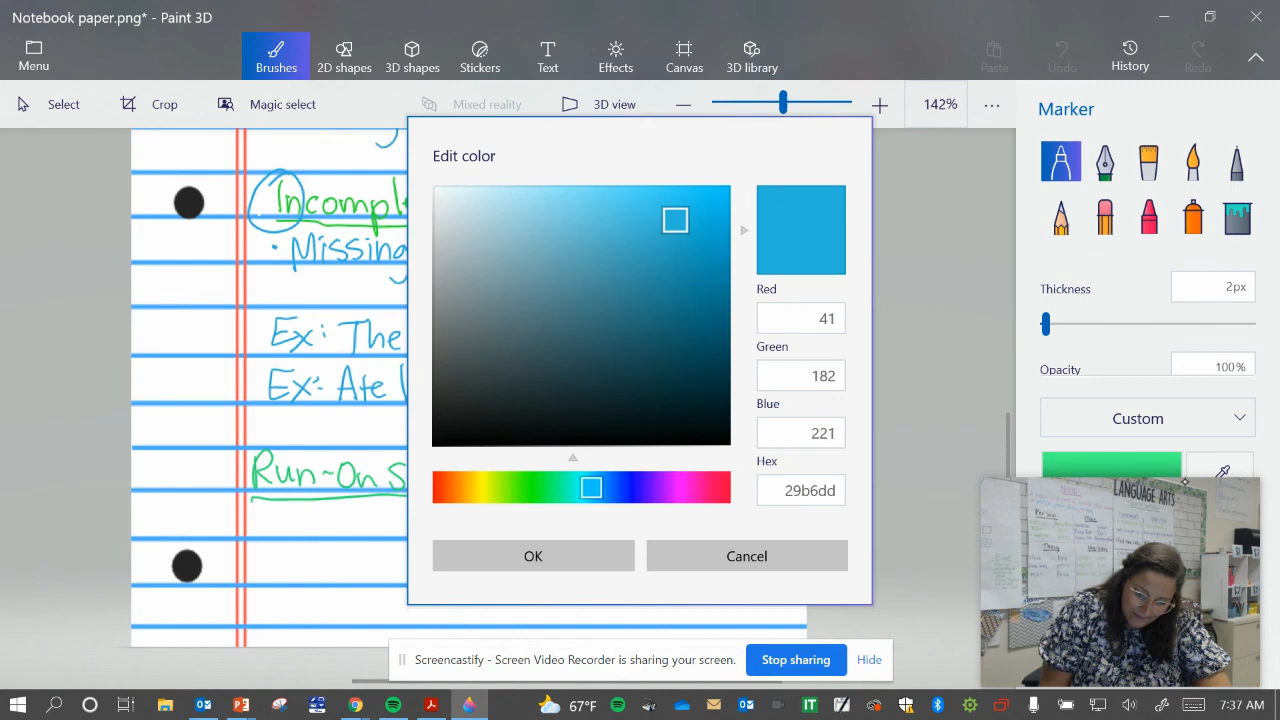 Notebook paper.png* - Paint 3D
Menu
Brushes
2D shapes
3D shapes
Stickers
Text
Effects
Canvas
3D library
Paste
Undo
History
Redo
Select
Crop
Magic select
Mixed reality
3D view
142%
Marker
Incompl
• Missing
Ex: The
Ex: Ate
Run-On S
Edit color
Red
41
Green
182
Blue
221
Hex
29b6dd
OK
Cancel
Thickness
2px
Opacity
100%
Custom
LANGUAGE ARTS
Screencastify - Screen Video Recorder is sharing your screen.
Stop sharing
Hide
67°F
7:37 AM